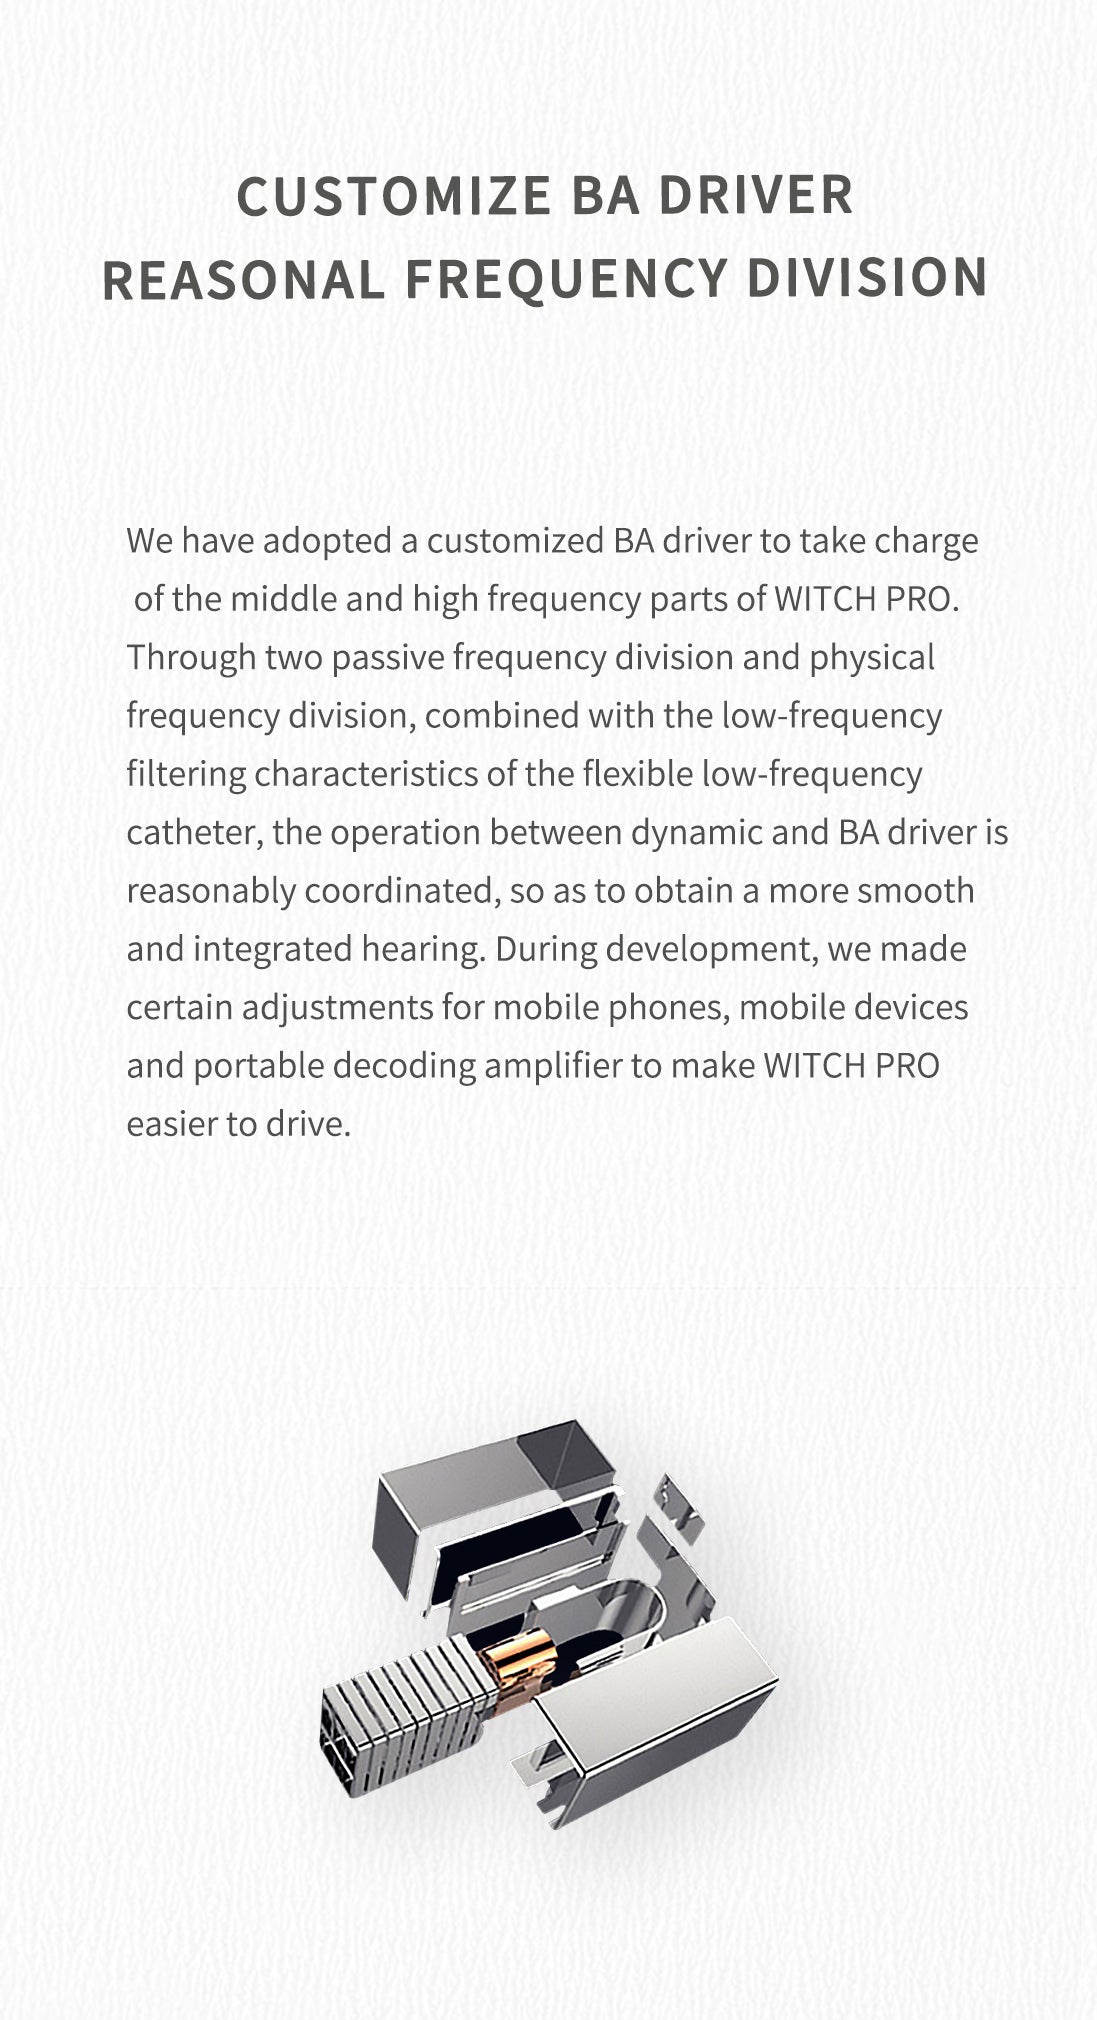 CUSTOMIZE BA DRIVER
REASONAL FREQUENCY DIVISION
We have adopted a customized BA driver to take charge
of the middle and high frequency parts of WITCH PRO.
Through two passive frequency division and physical
frequency division, combined with the low-frequency
filtering characteristics of the flexible low-frequency
catheter, the operation between dynamic and BA driver is
reasonably coordinated, so as to obtain a more smooth
and integrated hearing. During development, we made
certain adjustments for mobile phones, mobile devices
and portable decoding amplifier to make WITCH PRO
easier to drive.